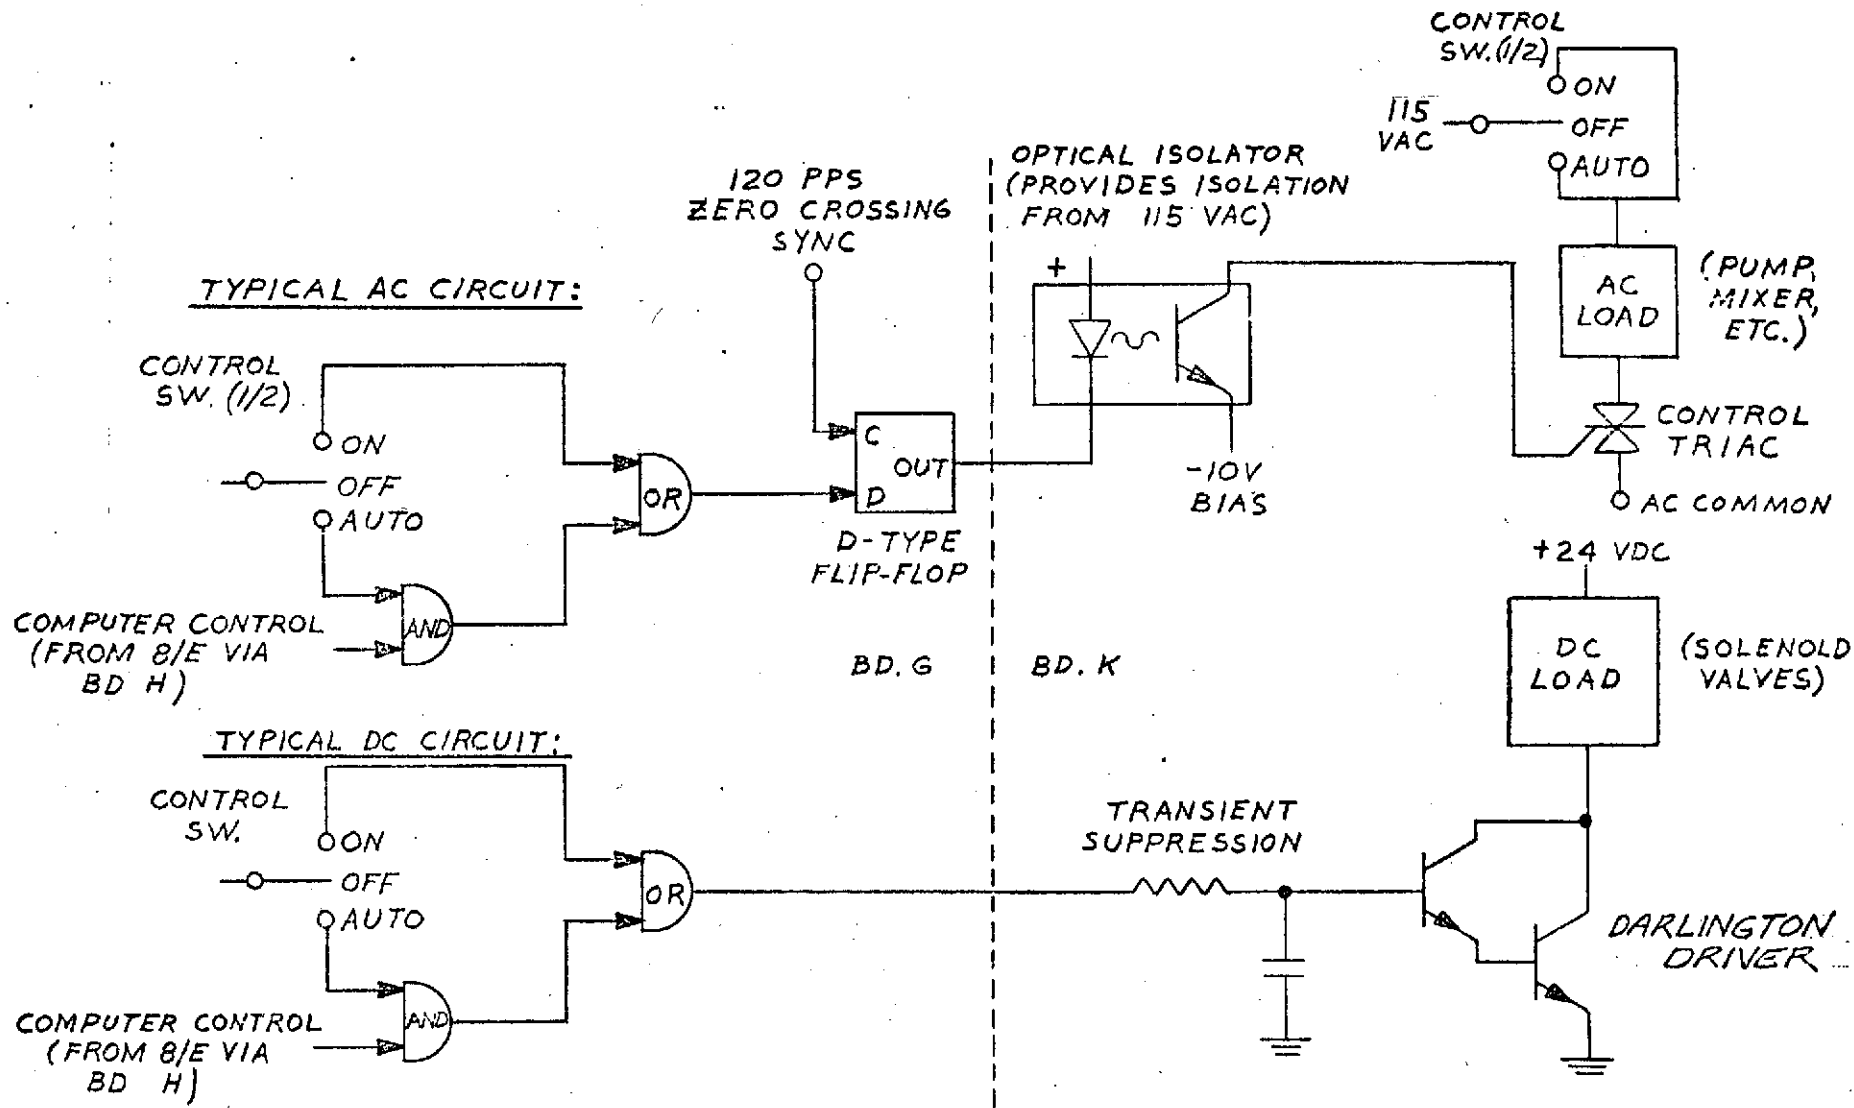 CONTROL
SW. (1/2)
ON
115
VAC
OFF
AUTO
OPTICAL ISOLATOR
(PROVIDES ISOLATION
FROM 115 VAC)
120 PPS
ZERO CROSSING
SYNC
TYPICAL AC CIRCUIT:
+
AC
LOAD
(PUMP,
MIXER,
ETC.)
CONTROL
SW. (1/2)
ON
OFF
AUTO
OR
C
OUT
D
D-TYPE
FLIP-FLOP
-10V
BIAS
CONTROL
TRIAC
AC COMMON
COMPUTER CONTROL
(FROM 8/E VIA
BD H)
AND
BD. G
BD. K
+24 VDC
DC
LOAD
(SOLENOLD
VALVES)
TYPICAL DC CIRCUIT:
CONTROL
SW.
ON
OFF
AUTO
OR
TRANSIENT
SUPPRESSION
DARLINGTON
DRIVER
COMPUTER CONTROL
(FROM 8/E VIA
BD H)
AND